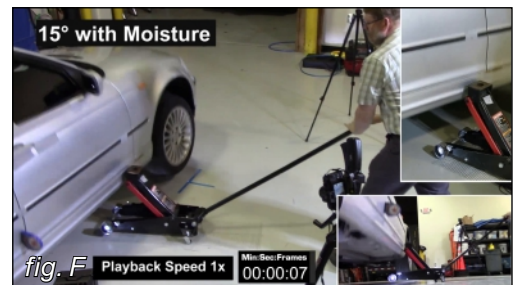 15° with Moisture
fig. F
Playback Speed 1x
Min:Sec:Frames
00:00:07